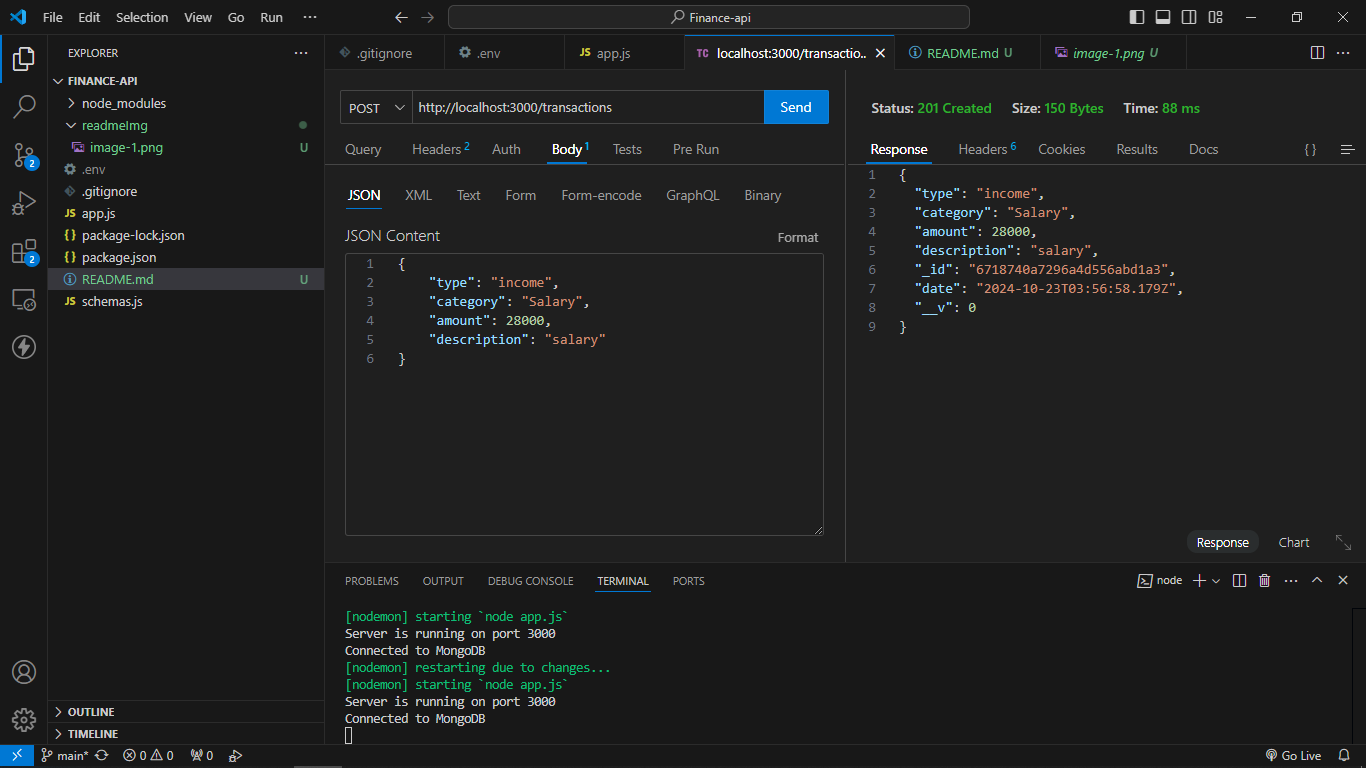 File Edit Selection View Go Run ···
Finance-api
EXPLORER ···
FINANCE-API
node_modules
readmeImg
image-1.png U
.env
.gitignore
JS app.js
{} package-lock.json
{} package.json
README.md U
JS schemas.js
2
2
OUTLINE
TIMELINE
.gitignore
.env
JS app.js
TC localhost:3000/transactio..
README.md U
image-1.png U
POST http://localhost:3000/transactions Send
Query Headers 2 Auth Body 1 Tests Pre Run
JSON XML Text Form Form-encode GraphQL Binary
JSON Content Format
1 {
2 "type": "income",
3 "category": "Salary",
4 "amount": 28000,
5 "description": "salary"
6 }
Status: 201 Created Size: 150 Bytes Time: 88 ms
Response Headers 6 Cookies Results Docs {}
1 {
2 "type": "income",
3 "category": "Salary",
4 "amount": 28000,
5 "description": "salary",
6 "_id": "6718740a7296a4d556abd1a3",
7 "date": "2024-10-23T03:56:58.179Z",
8 "__v": 0
9 }
Response Chart
PROBLEMS OUTPUT DEBUG CONSOLE TERMINAL PORTS
node
[nodemon] starting `node app.js`
Server is running on port 3000
Connected to MongoDB
[nodemon] restarting due to changes...
[nodemon] starting `node app.js`
Server is running on port 3000
Connected to MongoDB
main* 0 0 0 Go Live